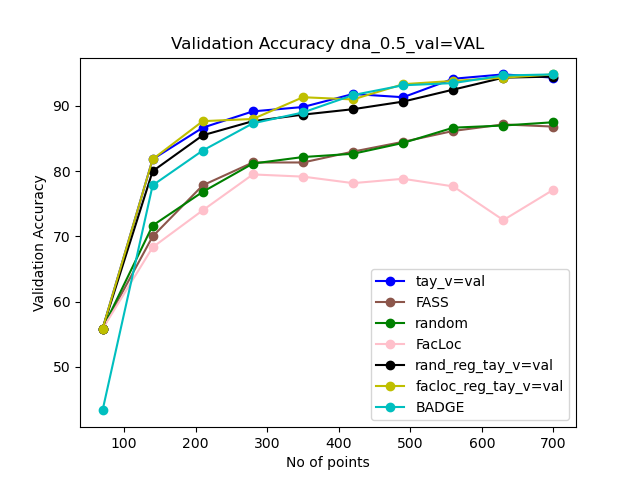 Validation Accuracy dna_0.5_val=VAL
Validation Accuracy
90
80
70
60
50
100
200
300
400
500
600
700
No of points
tay_v=val
FASS
random
FacLoc
rand_reg_tay_v=val
facloc_reg_tay_v=val
BADGE